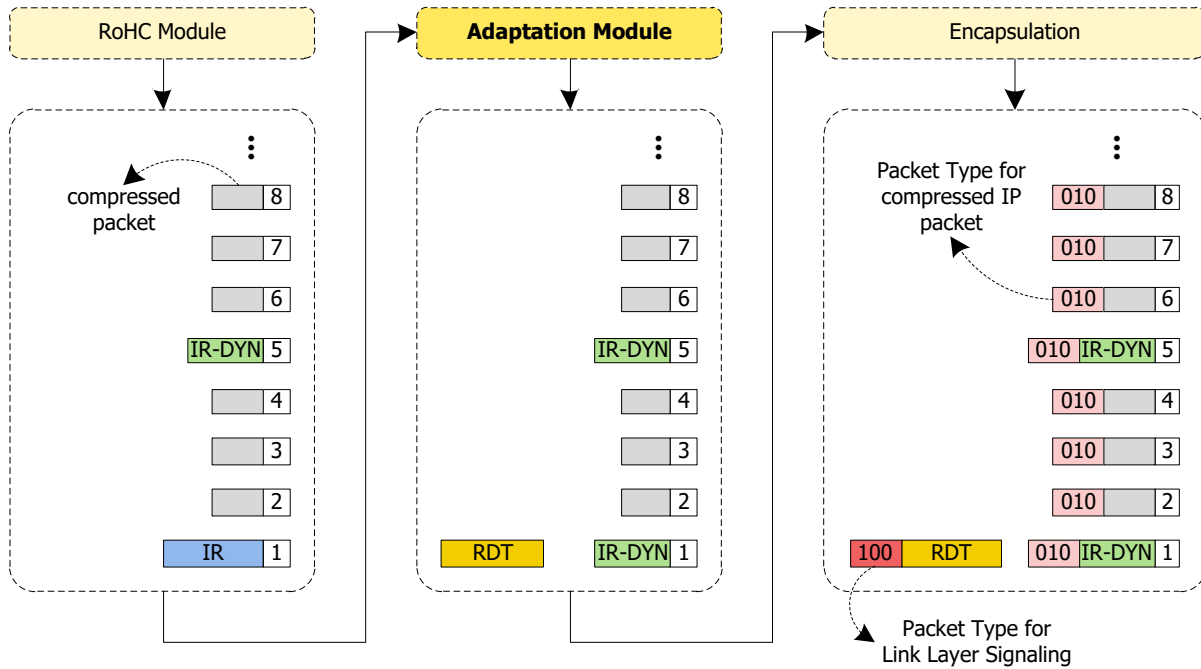 RoHC Module
Adaptation Module
Encapsulation
compressed
packet
8
7
6
IR-DYN 5
4
3
2
IR 1
8
7
6
IR-DYN 5
4
3
2
RDT IR-DYN 1
Packet Type for
compressed IP
packet
010 8
010 7
010 6
010 IR-DYN 5
010 4
010 3
010 2
100 RDT 010 IR-DYN 1
Packet Type for
Link Layer Signaling